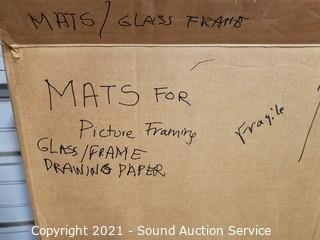 MATS/GLASS FRAME
MATS FOR
Picture Framing
GLASS/FRAME
DRAWING PAPER
Fragile
Copyright 2021 - Sound Auction Service